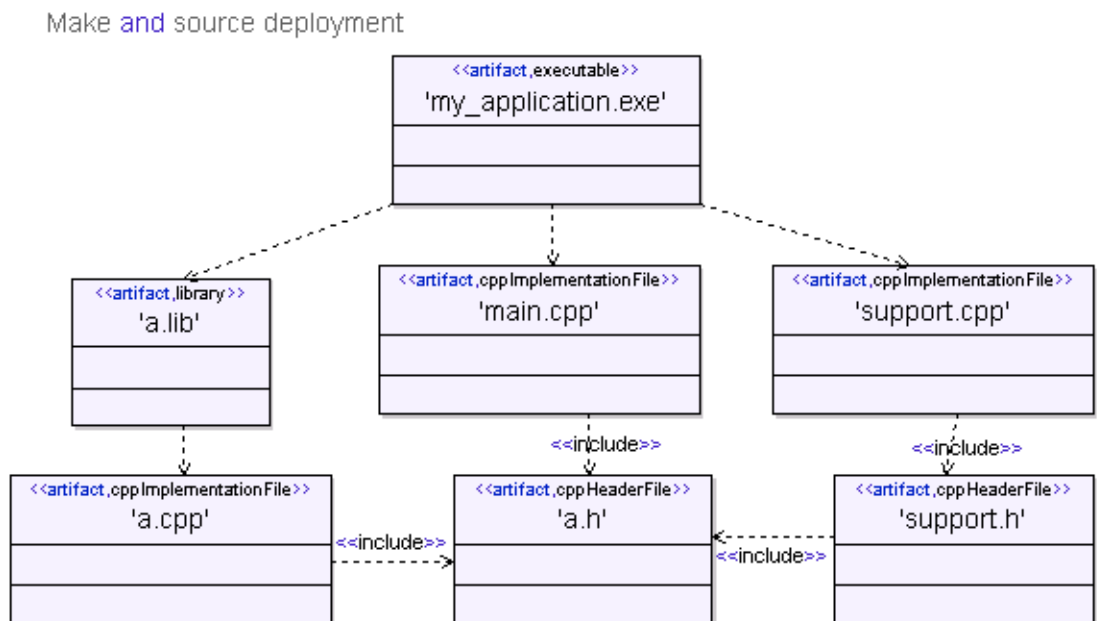 Make and source deployment
<<artifact,executable>>
'my_application.exe'
<<artifact,library>>
'a.lib'
<<artifact,cppImplementationFile>>
'main.cpp'
<<artifact,cppImplementationFile>>
'support.cpp'
<<include>>
<<include>>
<<artifact,cppImplementationFile>>
'a.cpp'
<<include>>
<<artifact,cppHeaderFile>>
'a.h'
<<include>>
<<artifact,cppHeaderFile>>
'support.h'